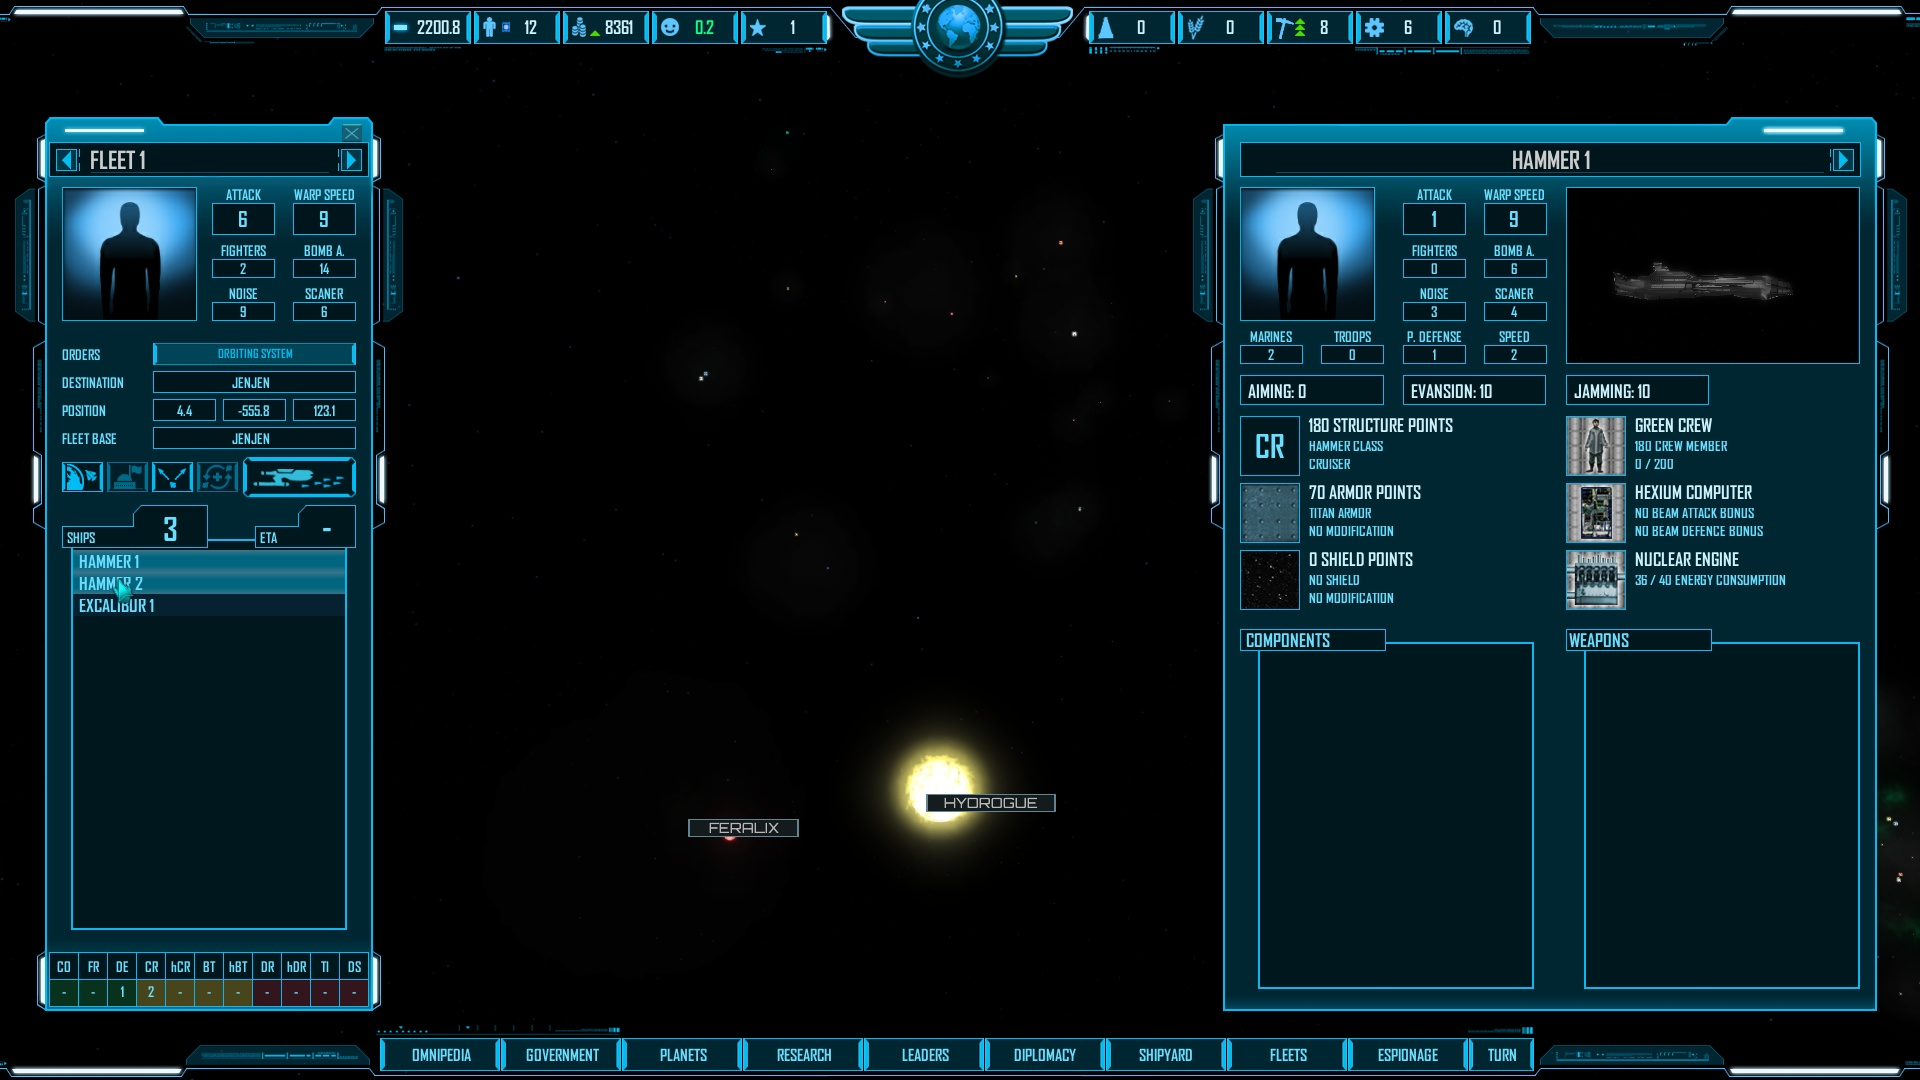 2200.8
12
8361
0.2
1
0
0
8
6
0
FLEET 1
ATTACK
WARP SPEED
6
9
FIGHTERS
BOMB A.
2
14
NOISE
SCANER
9
6
ORDERS
ORBITING SYSTEM
DESTINATION
JENJEN
POSITION
4.4
-555.8
123.1
FLEET BASE
JENJEN
SHIPS
3
ETA
-
HAMMER 1
HAMMER 2
EXCALIBUR 1
CO FR DE CR hCR BT hBT DR hDR TI DS
- - 1 2 - - - - - - -
HAMMER 1
ATTACK
WARP SPEED
1
9
FIGHTERS
BOMB A.
0
6
NOISE
SCANER
3
4
MARINES
TROOPS
P. DEFENSE
SPEED
2
0
1
2
AIMING: 0
EVANSION: 10
JAMMING: 10
CR
180 STRUCTURE POINTS
HAMMER CLASS
CRUISER
70 ARMOR POINTS
TITAN ARMOR
NO MODIFICATION
0 SHIELD POINTS
NO SHIELD
NO MODIFICATION
GREEN CREW
180 CREW MEMBER
0 / 200
HEXIUM COMPUTER
NO BEAM ATTACK BONUS
NO BEAM DEFENCE BONUS
NUCLEAR ENGINE
36 / 40 ENERGY CONSUMPTION
COMPONENTS
WEAPONS
HYDROGUE
FERALIX
OMNIPEDIA
GOVERNMENT
PLANETS
RESEARCH
LEADERS
DIPLOMACY
SHIPYARD
FLEETS
ESPIONAGE
TURN